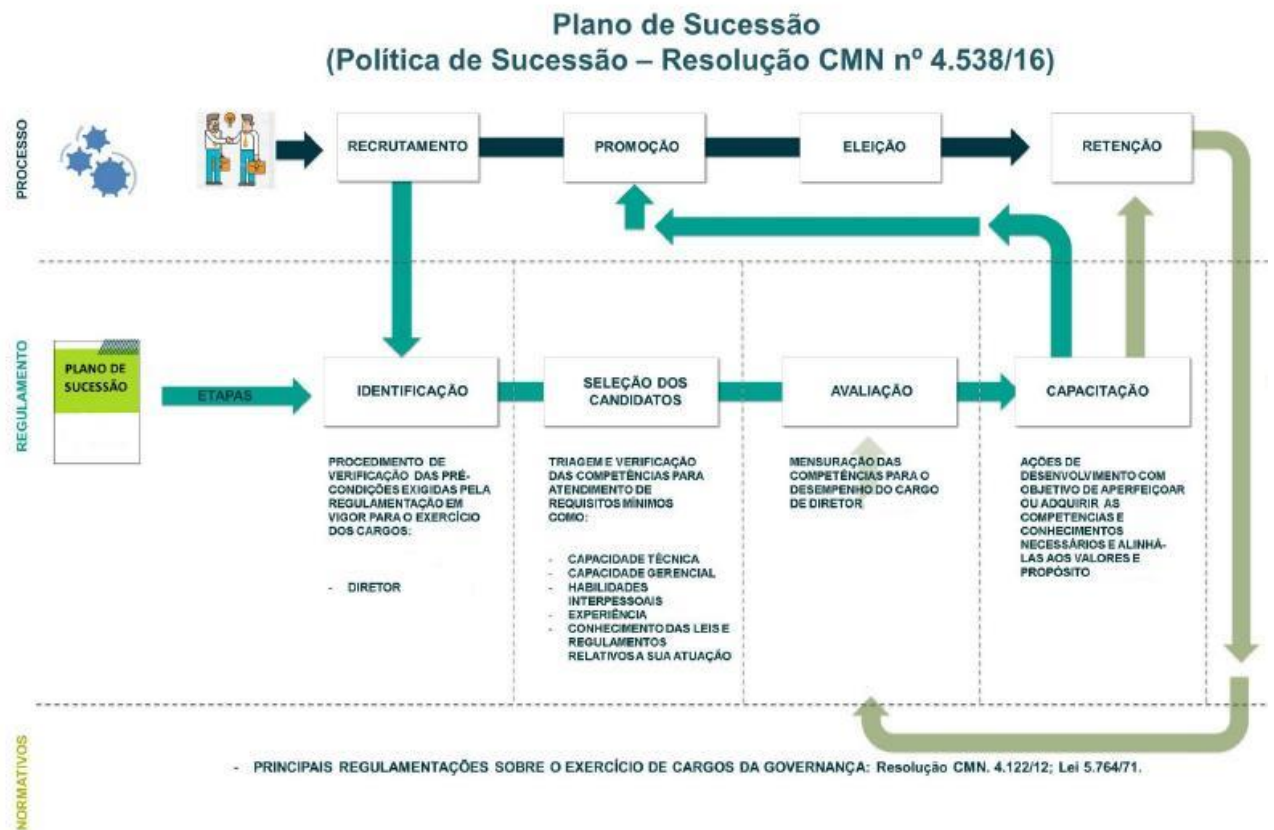 Plano de Sucessão
(Política de Sucessão – Resolução CMN nº 4.538/16)
PROCESSO
RECRUTAMENTO
PROMOÇÃO
ELEIÇÃO
RETENÇÃO
REGULAMENTO
PLANO DE
SUCESSÃO
ETAPAS
IDENTIFICAÇÃO
SELEÇÃO DOS
CANDIDATOS
AVALIAÇÃO
CAPACITAÇÃO
PROCEDIMENTO DE
VERIFICAÇÃO DAS PRÉ-
CONDIÇÕES EXIGIDAS PELA
REGULAMENTAÇÃO EM
VIGOR PARA O EXERCÍCIO
DOS CARGOS:
- DIRETOR
TRIAGEM E VERIFICAÇÃO
DAS COMPETÊNCIAS PARA
ATENDIMENTO DE
REQUISITOS MÍNIMOS
COMO:
- CAPACIDADE TÉCNICA
- CAPACIDADE GERENCIAL
- HABILIDADES
INTERPESSOAIS
- EXPERIÊNCIA
- CONHECIMENTO DAS LEIS E
REGULAMENTOS
RELATIVOS A SUA ATUAÇÃO
MENSURAÇÃO DAS
COMPETÊNCIAS PARA O
DESEMPENHO DO CARGO
DE DIRETOR
AÇÕES DE
DESENVOLVIMENTO COM
OBJETIVO DE APERFEIÇOAR
OU ADQUIRIR AS
COMPETENCIAS E
CONHECIMENTOS
NECESSÁRIOS E ALINHÁ-
LAS AOS VALORES E
PROPÓSITO
NORMATIVOS
- PRINCIPAIS REGULAMENTAÇÕES SOBRE O EXERCÍCIO DE CARGOS DA GOVERNANÇA: Resolução CMN. 4.122/12; Lei 5.764/71.